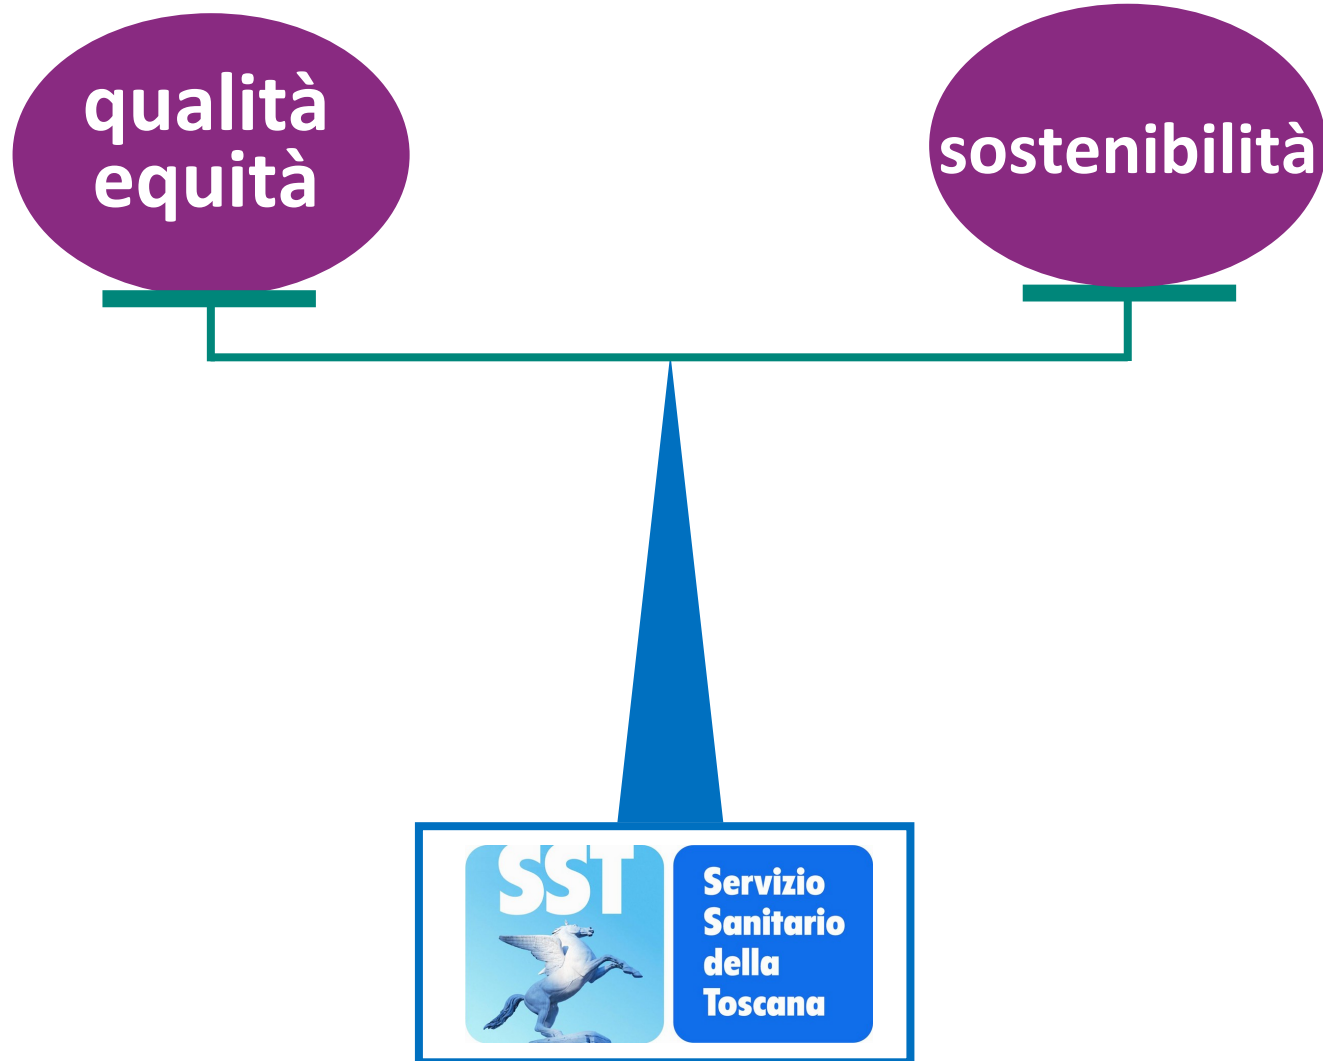 qualità
equità
sostenibilità
SST
Servizio
Sanitario
della
Toscana